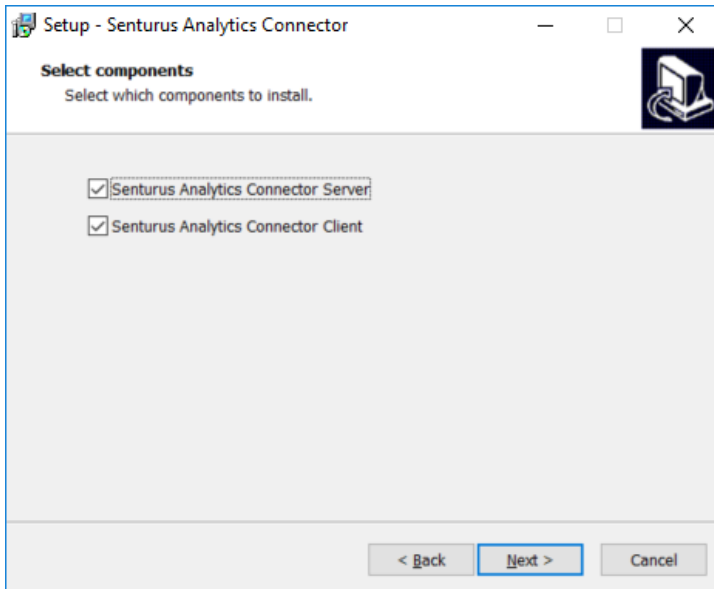 Setup - Senturus Analytics Connector
Select components
Select which components to install.
Senturus Analytics Connector Server
Senturus Analytics Connector Client
< Back
Next >
Cancel